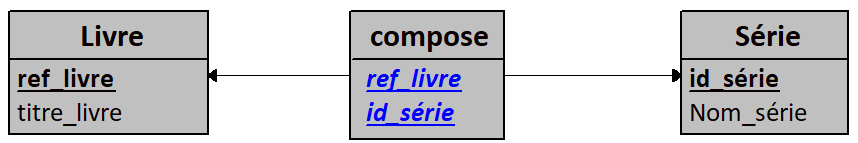 Livre
ref_livre
titre_livre
compose
ref_livre
id_série
Série
id_série
Nom_série